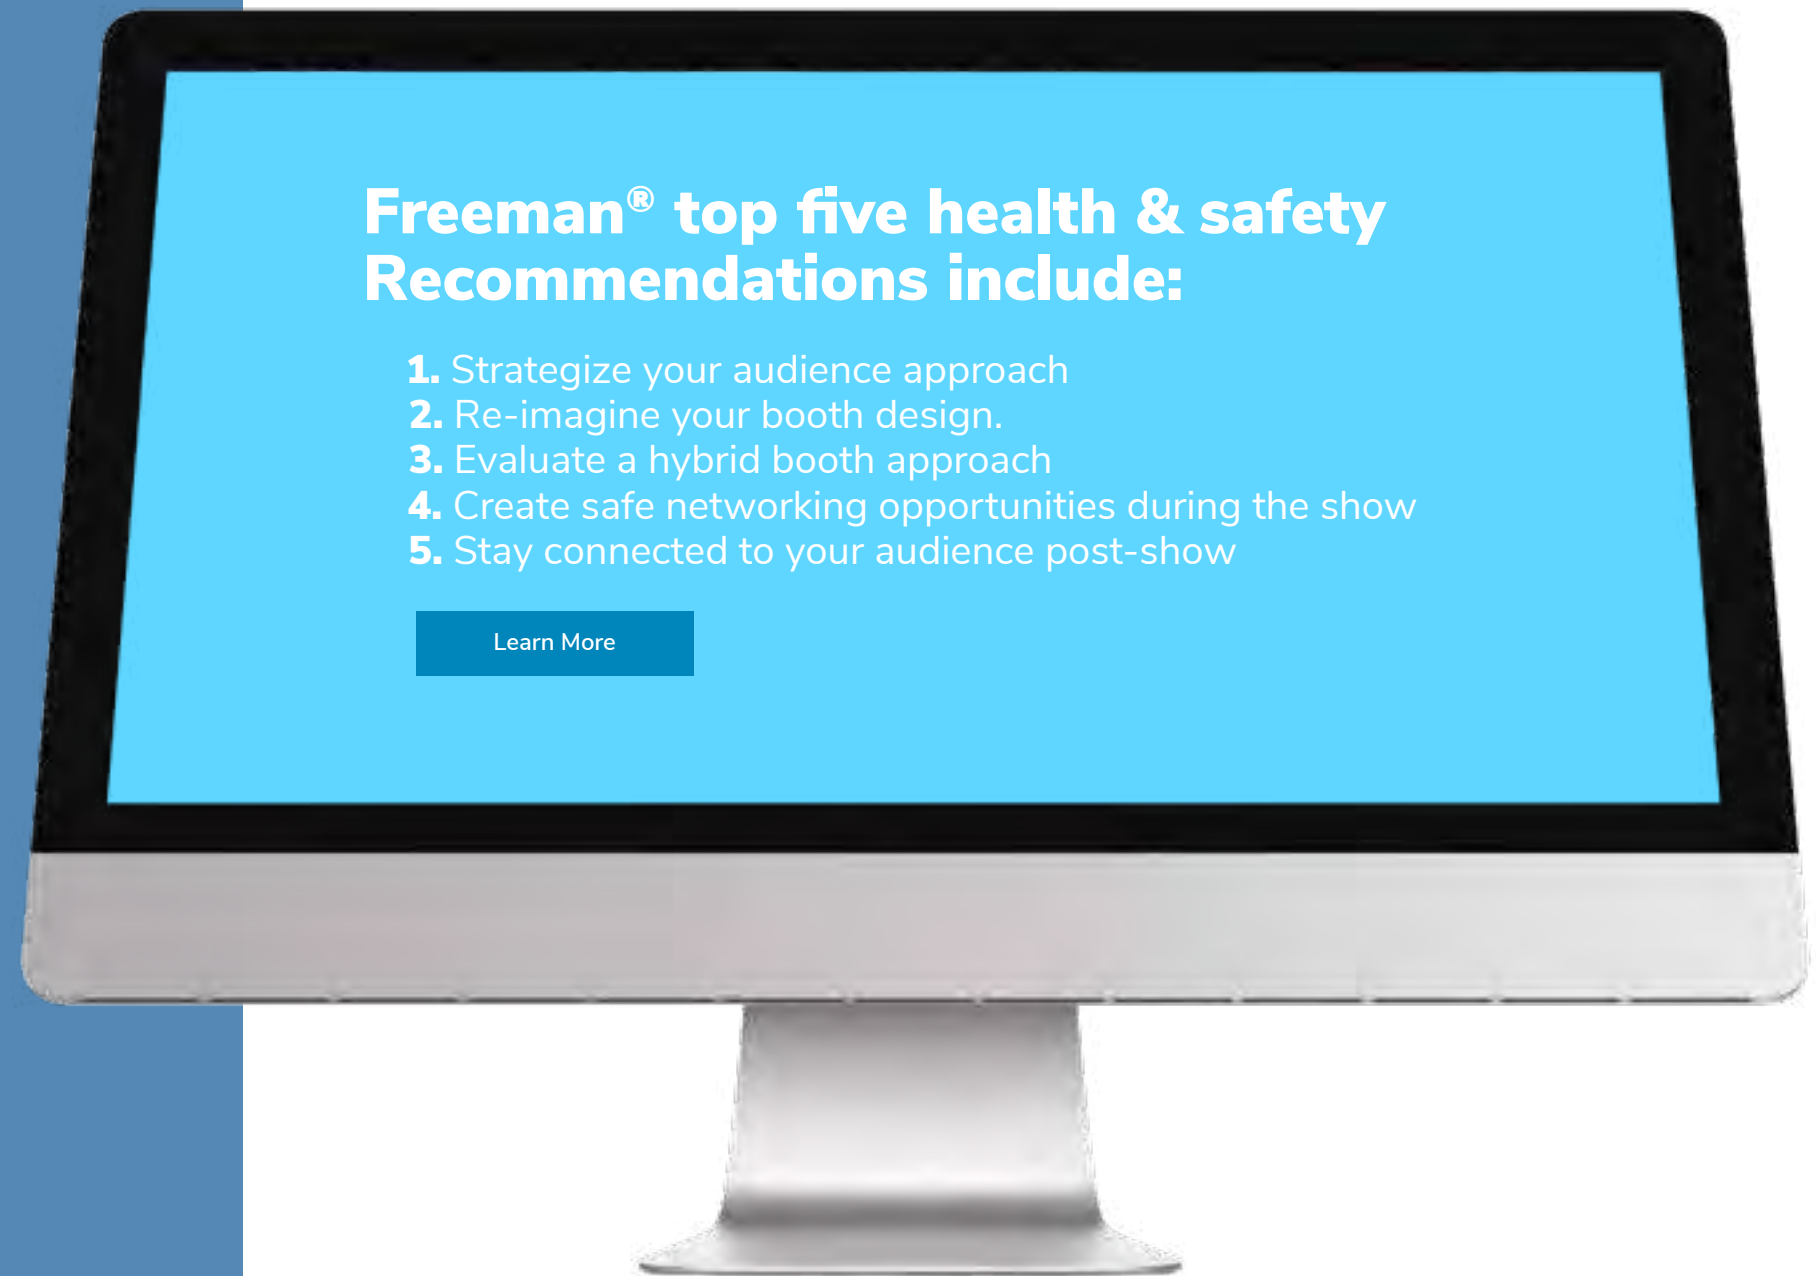 Freeman® top five health & safety
Recommendations include:
1. Strategize your audience approach
2. Re-imagine your booth design.
3. Evaluate a hybrid booth approach
4. Create safe networking opportunities during the show
5. Stay connected to your audience post-show
Learn More